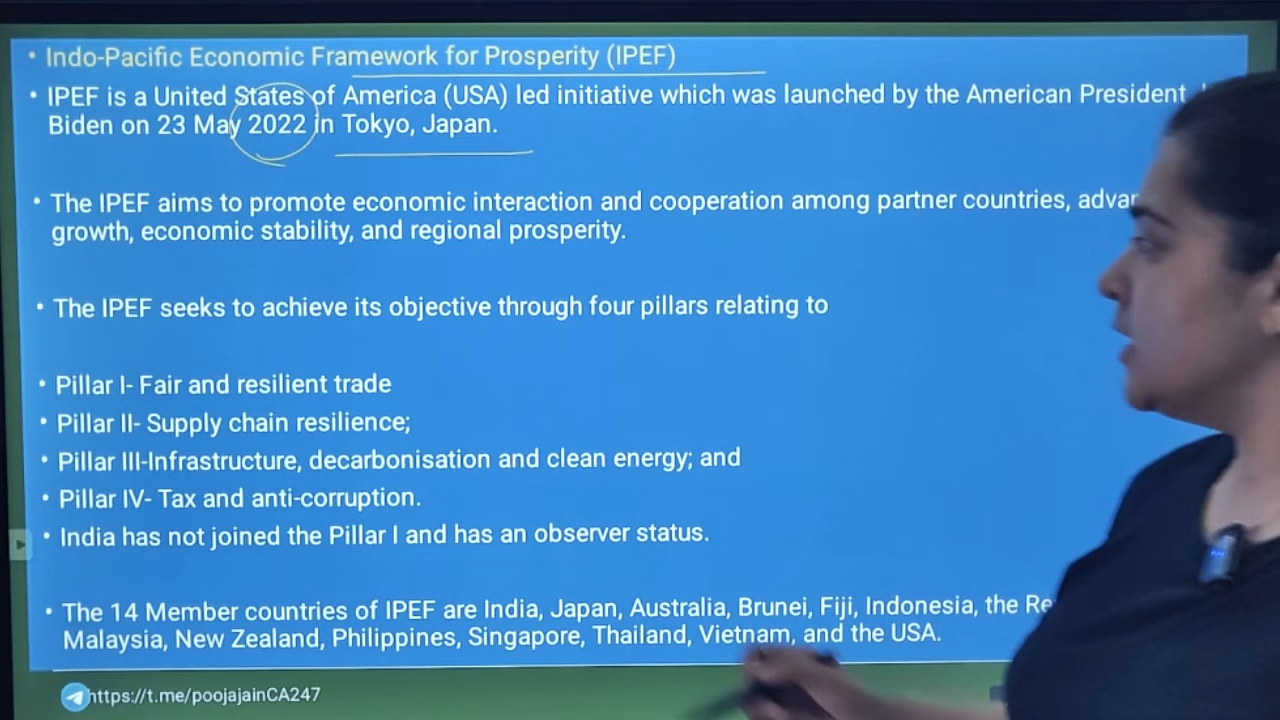 • Indo-Pacific Economic Framework for Prosperity (IPEF)
• IPEF is a United States of America (USA) led initiative which was launched by the American President
Biden on 23 May 2022 in Tokyo, Japan.
• The IPEF aims to promote economic interaction and cooperation among partner countries,
growth, economic stability, and regional prosperity.
• The IPEF seeks to achieve its objective through four pillars relating to
• Pillar I- Fair and resilient trade
• Pillar II- Supply chain resilience;
• Pillar III-Infrastructure, decarbonisation and clean energy; and
• Pillar IV- Tax and anti-corruption.
• India has not joined the Pillar I and has an observer status.
• The 14 Member countries of IPEF are India, Japan, Australia, Brunei, Fiji, Indonesia, the
Malaysia, New Zealand, Philippines, Singapore, Thailand, Vietnam, and the USA.
https://t.me/poojajainCA247